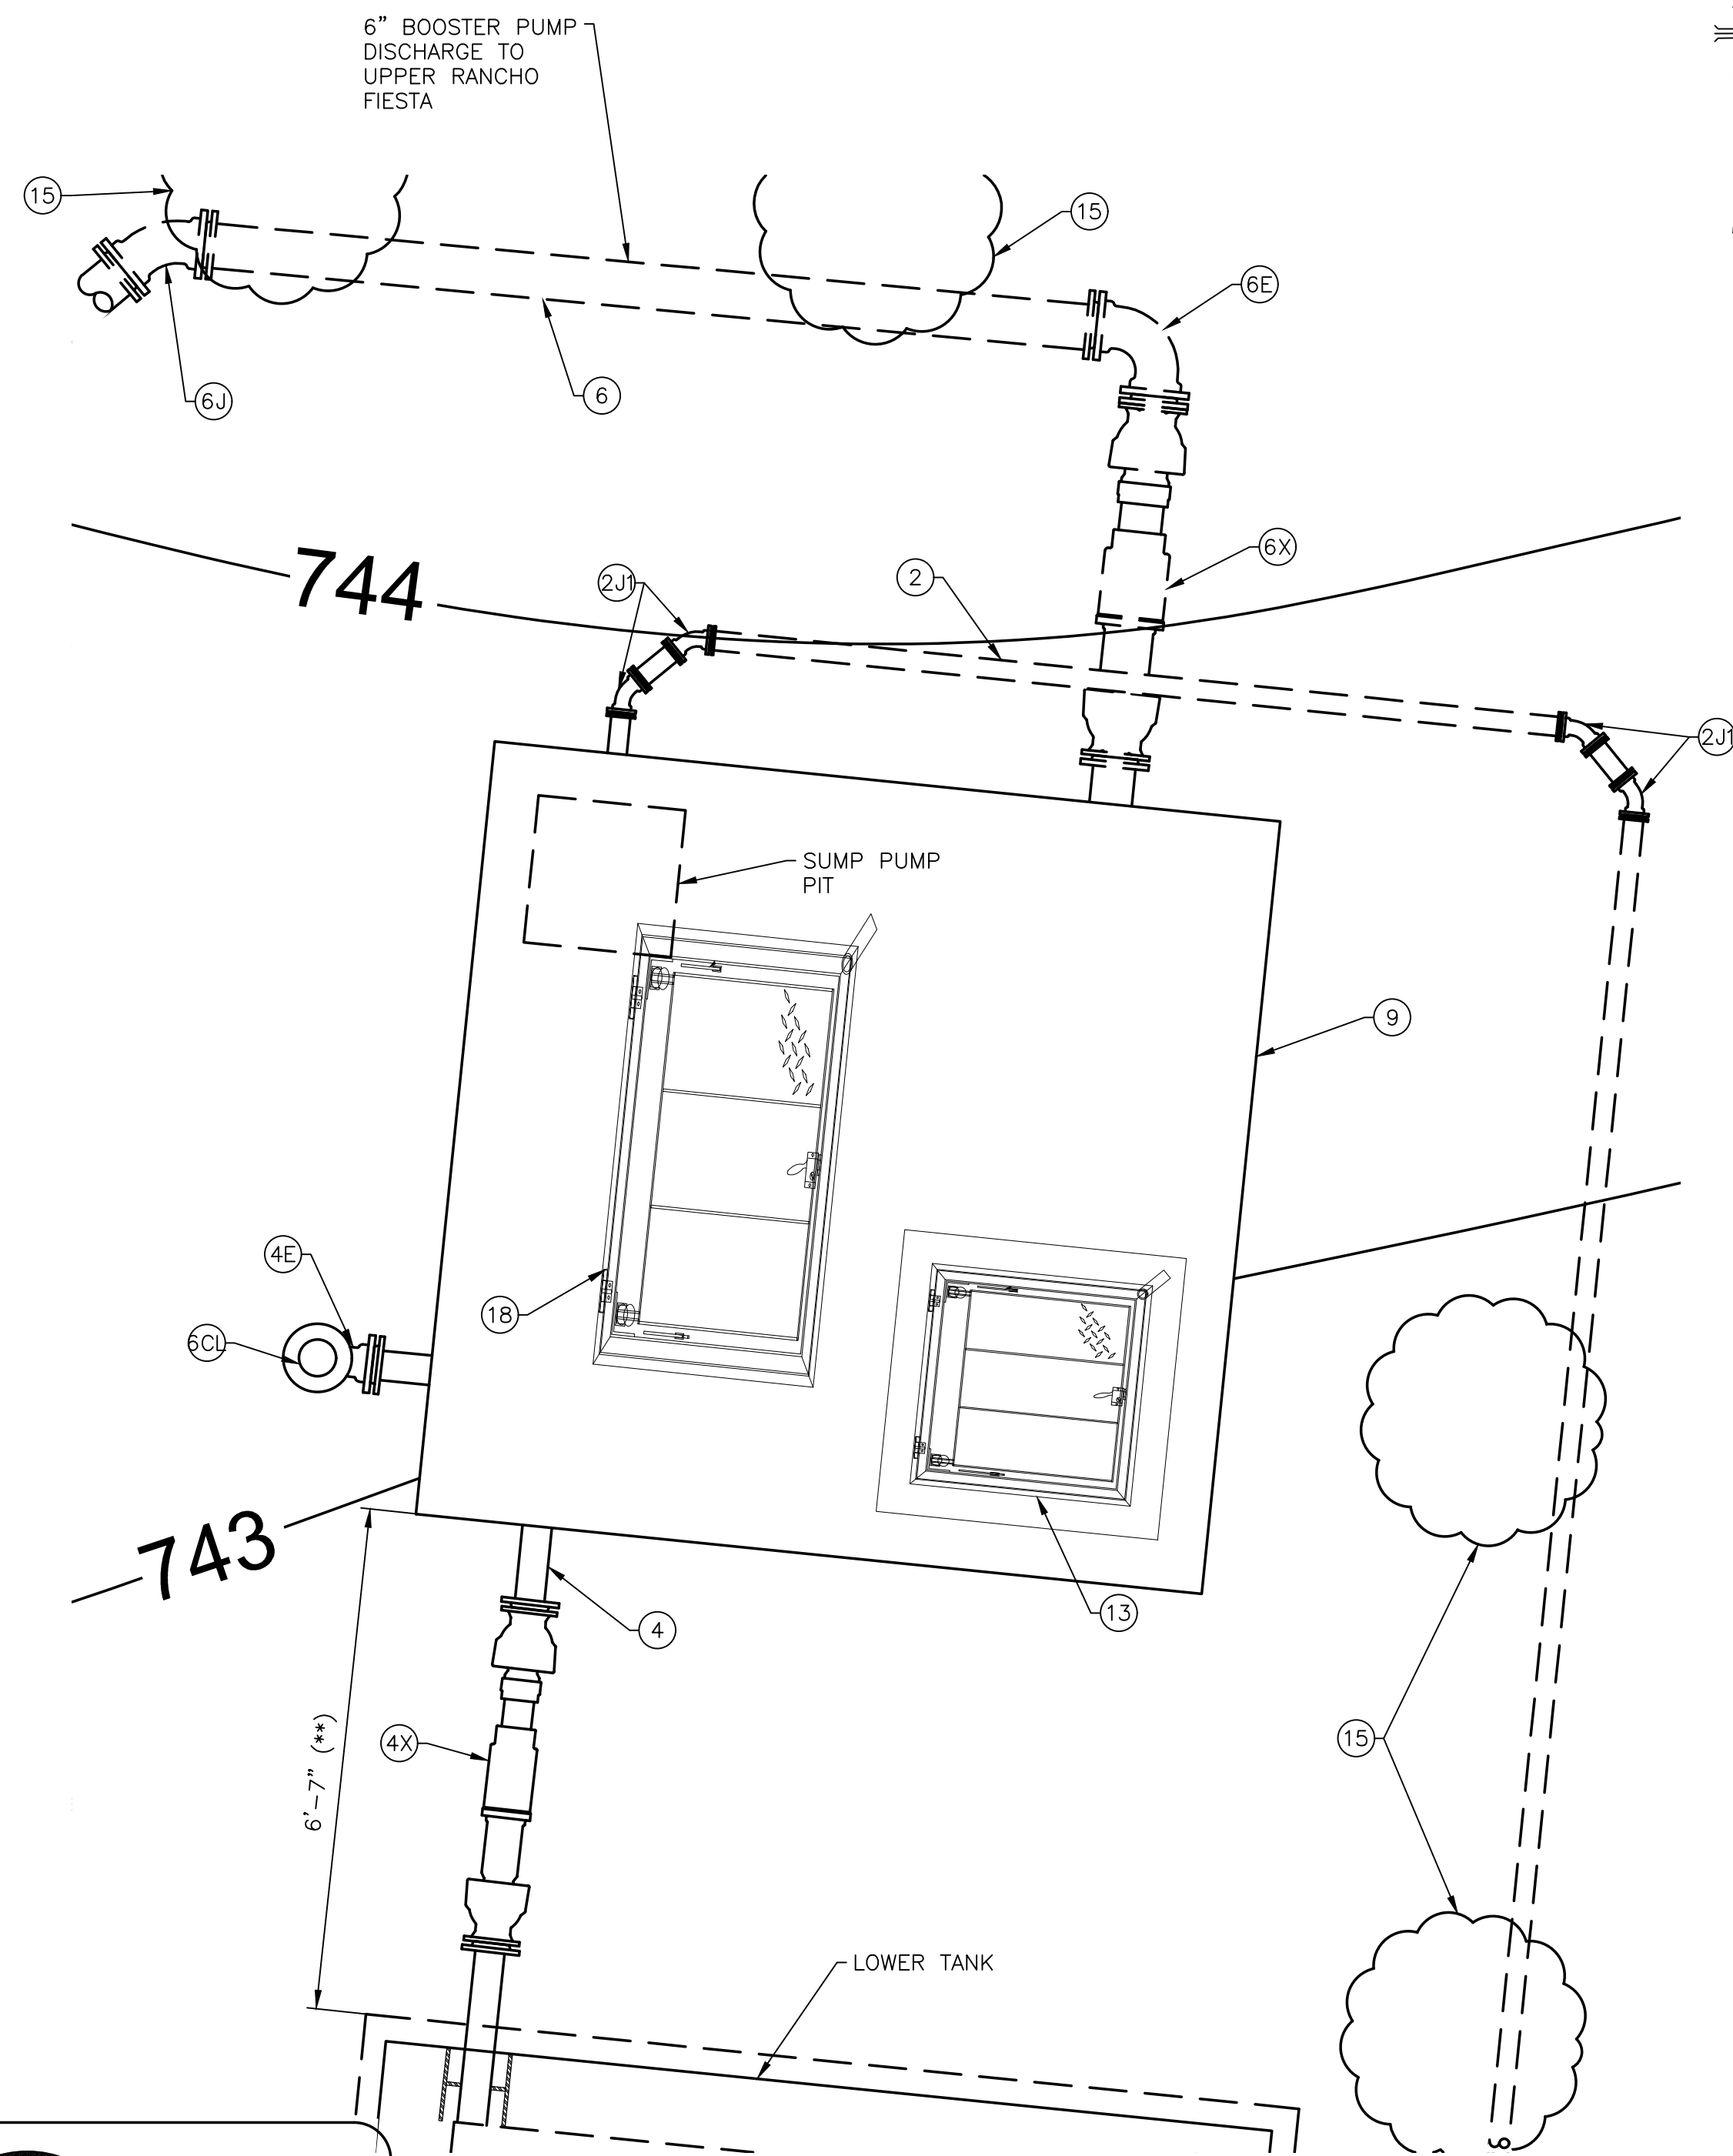 6" BOOSTER PUMP
DISCHARGE TO
UPPER RANCHO
FIESTA
15
15
6E
6J
6
6X
744
2J1
2
2J1
SUMP PUMP
PIT
9
4E
18
6CL
743
13
4
4X
15
6'-7" (**)
LOWER TANK